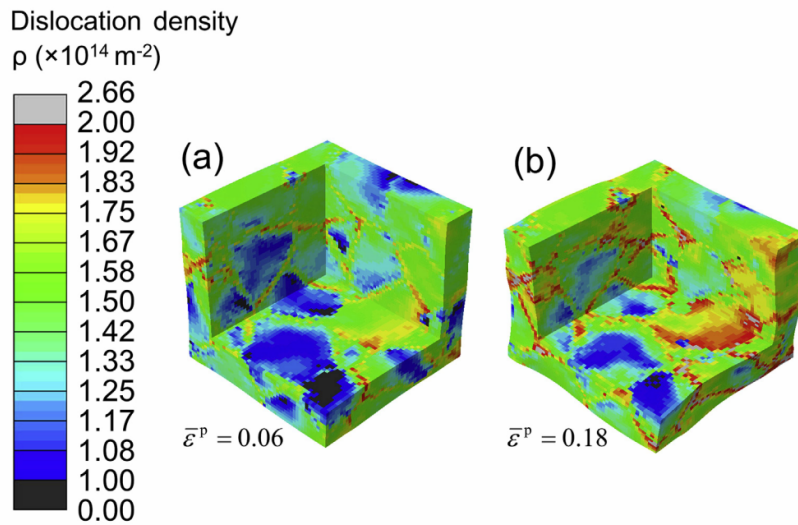 Dislocation density
ρ (×10¹⁴ m⁻²)
2.66
2.00
1.92
1.83
1.75
1.67
1.58
1.50
1.42
1.33
1.25
1.17
1.08
1.00
0.00
(a)
(b)
ε̅ᵖ = 0.06
ε̅ᵖ = 0.18